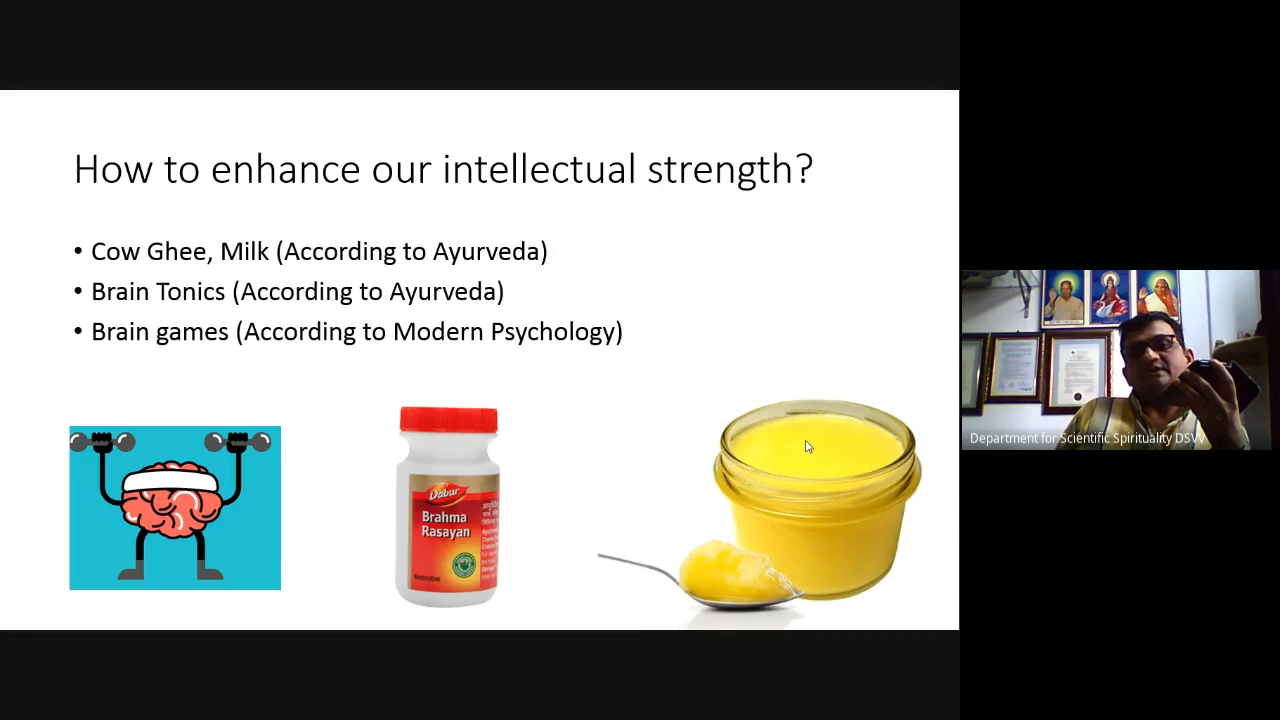 How to enhance our intellectual strength?
• Cow Ghee, Milk (According to Ayurveda)
• Brain Tonics (According to Ayurveda)
• Brain games (According to Modern Psychology)
Dabur
Brahma
Rasayan
Restorative
Department for Scientific Spirituality DSVV